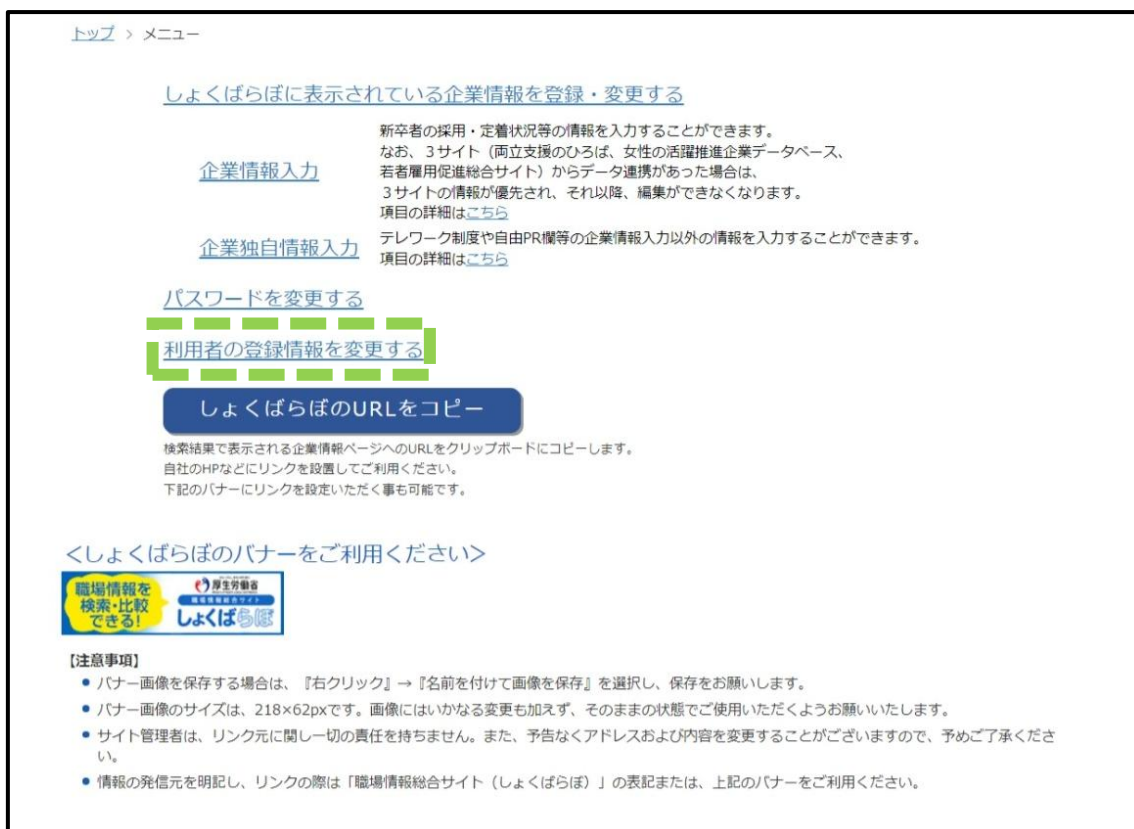 トップ > メニュー
しょくばらぼに表示されている企業情報を登録・変更する
企業情報入力
新卒者の採用・定着状況等の情報を入力することができます。
なお、3サイト（両立支援のひろば、女性の活躍推進企業データベース、
若者雇用促進総合サイト）からデータ連携があった場合は、
3サイトの情報が優先され、それ以降、編集ができなくなります。
項目の詳細はこちら
企業独自情報入力
テレワーク制度や自由PR欄等の企業情報入力以外の情報を入力することができます。
項目の詳細はこちら
パスワードを変更する
利用者の登録情報を変更する
しょくばらぼのURLをコピー
検索結果で表示される企業情報ページへのURLをクリップボードにコピーします。
自社のHPなどにリンクを設置してご利用ください。
下記のバナーにリンクを設定いただく事も可能です。
<しょくばらぼのバナーをご利用ください>
職場情報を
検索・比較
できる!
厚生労働省
職場情報総合サイト
しょくばらぼ
【注意事項】
● バナー画像を保存する場合は、『右クリック』→『名前を付けて画像を保存』を選択し、保存をお願いします。
● バナー画像のサイズは、218×62pxです。画像にはいかなる変更も加えず、そのままの状態でご使用いただくようお願いいたします。
● サイト管理者は、リンク元に関し一切の責任を持ちません。また、予告なくアドレスおよび内容を変更することがございますので、予めご了承くださ
い。
● 情報の発信元を明記し、リンクの際は「職場情報総合サイト（しょくばらぼ）」の表記または、上記のバナーをご利用ください。